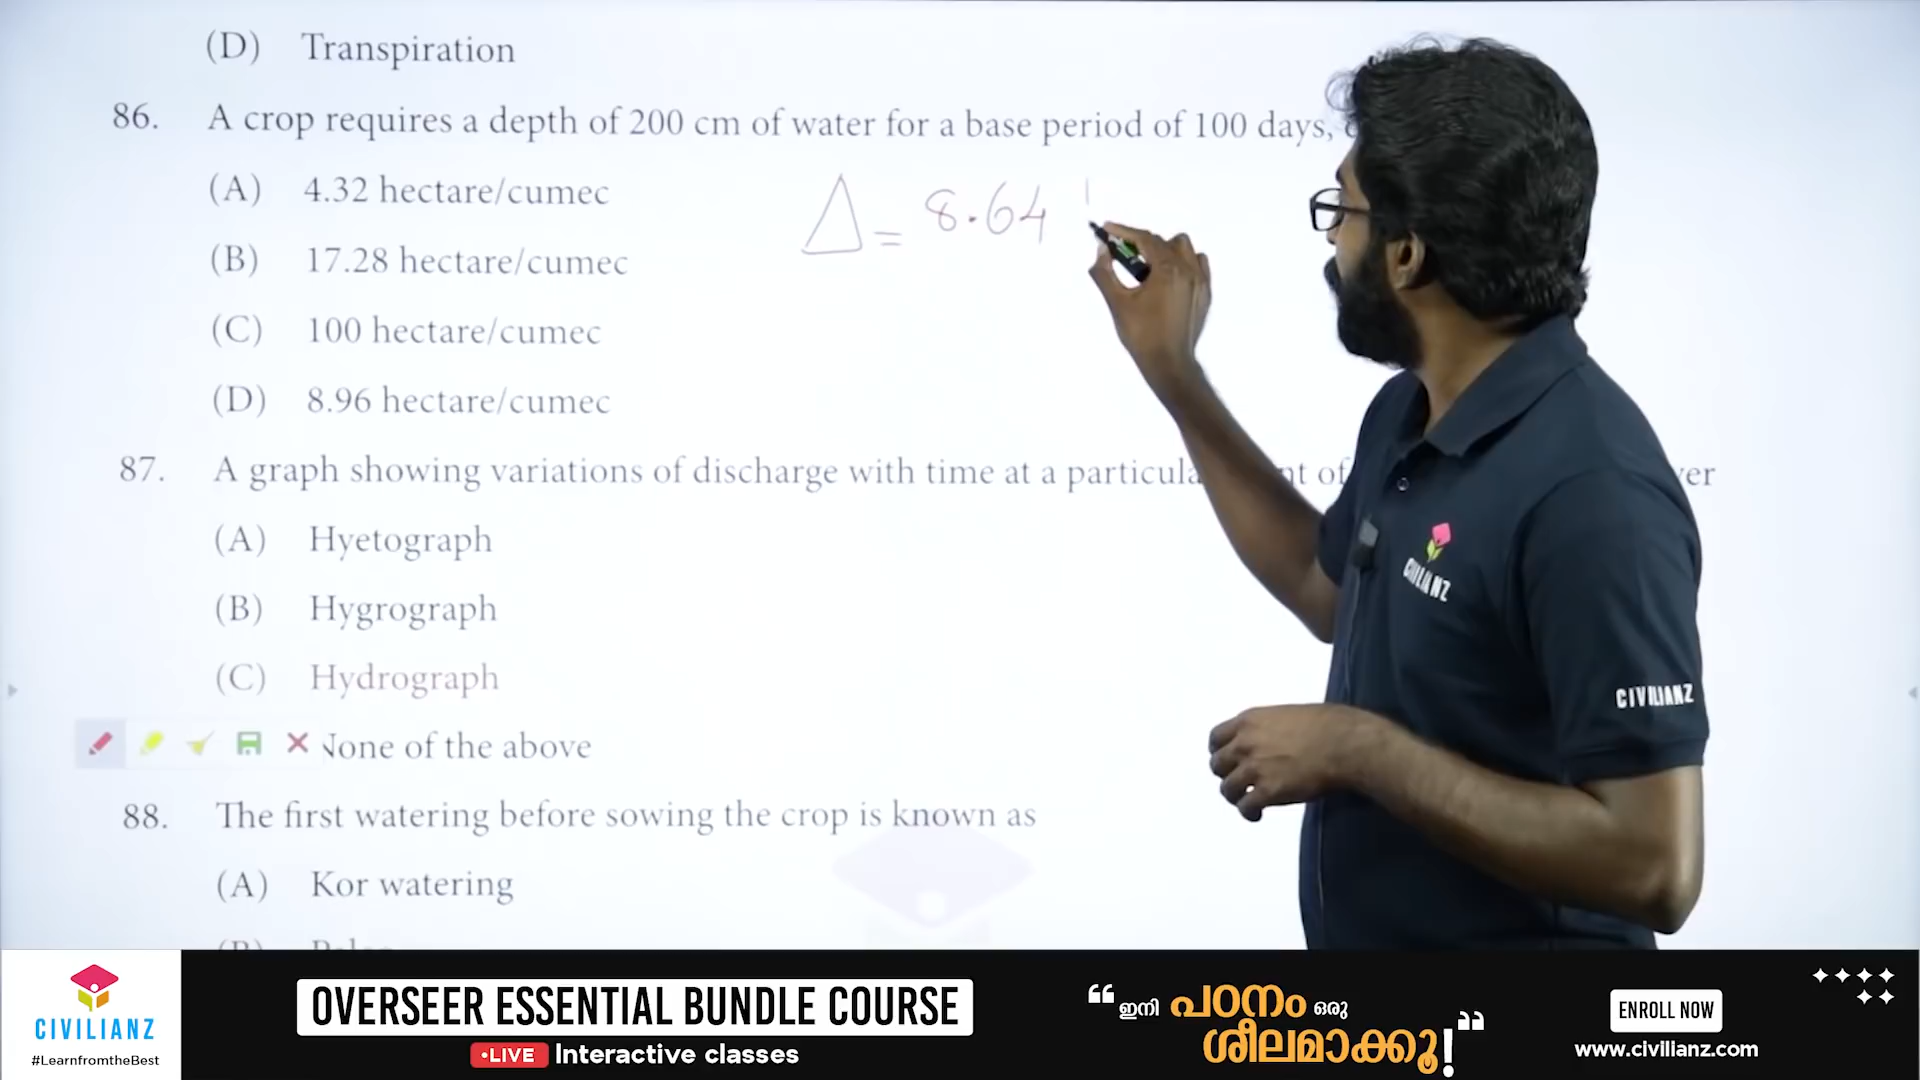 (D) Transpiration
86. A crop requires a depth of 200 cm of water for a base period of 100 days,
(A) 4.32 hectare/cumec
Δ = 8.64
(B) 17.28 hectare/cumec
(C) 100 hectare/cumec
(D) 8.96 hectare/cumec
87. A graph showing variations of discharge with time at a particula nt of er
(A) Hyetograph
(B) Hygrograph
(C) Hydrograph
None of the above
88. The first watering before sowing the crop is known as
(A) Kor watering
CIVILIANZ
CIVILIANZ
CIVILIANZ
#LearnfromtheBest
OVERSEER ESSENTIAL BUNDLE COURSE
•LIVE Interactive classes
“ഇനി പഠനം ഒരു
ശീലമാക്കൂ!”
ENROLL NOW
www.civilianz.com